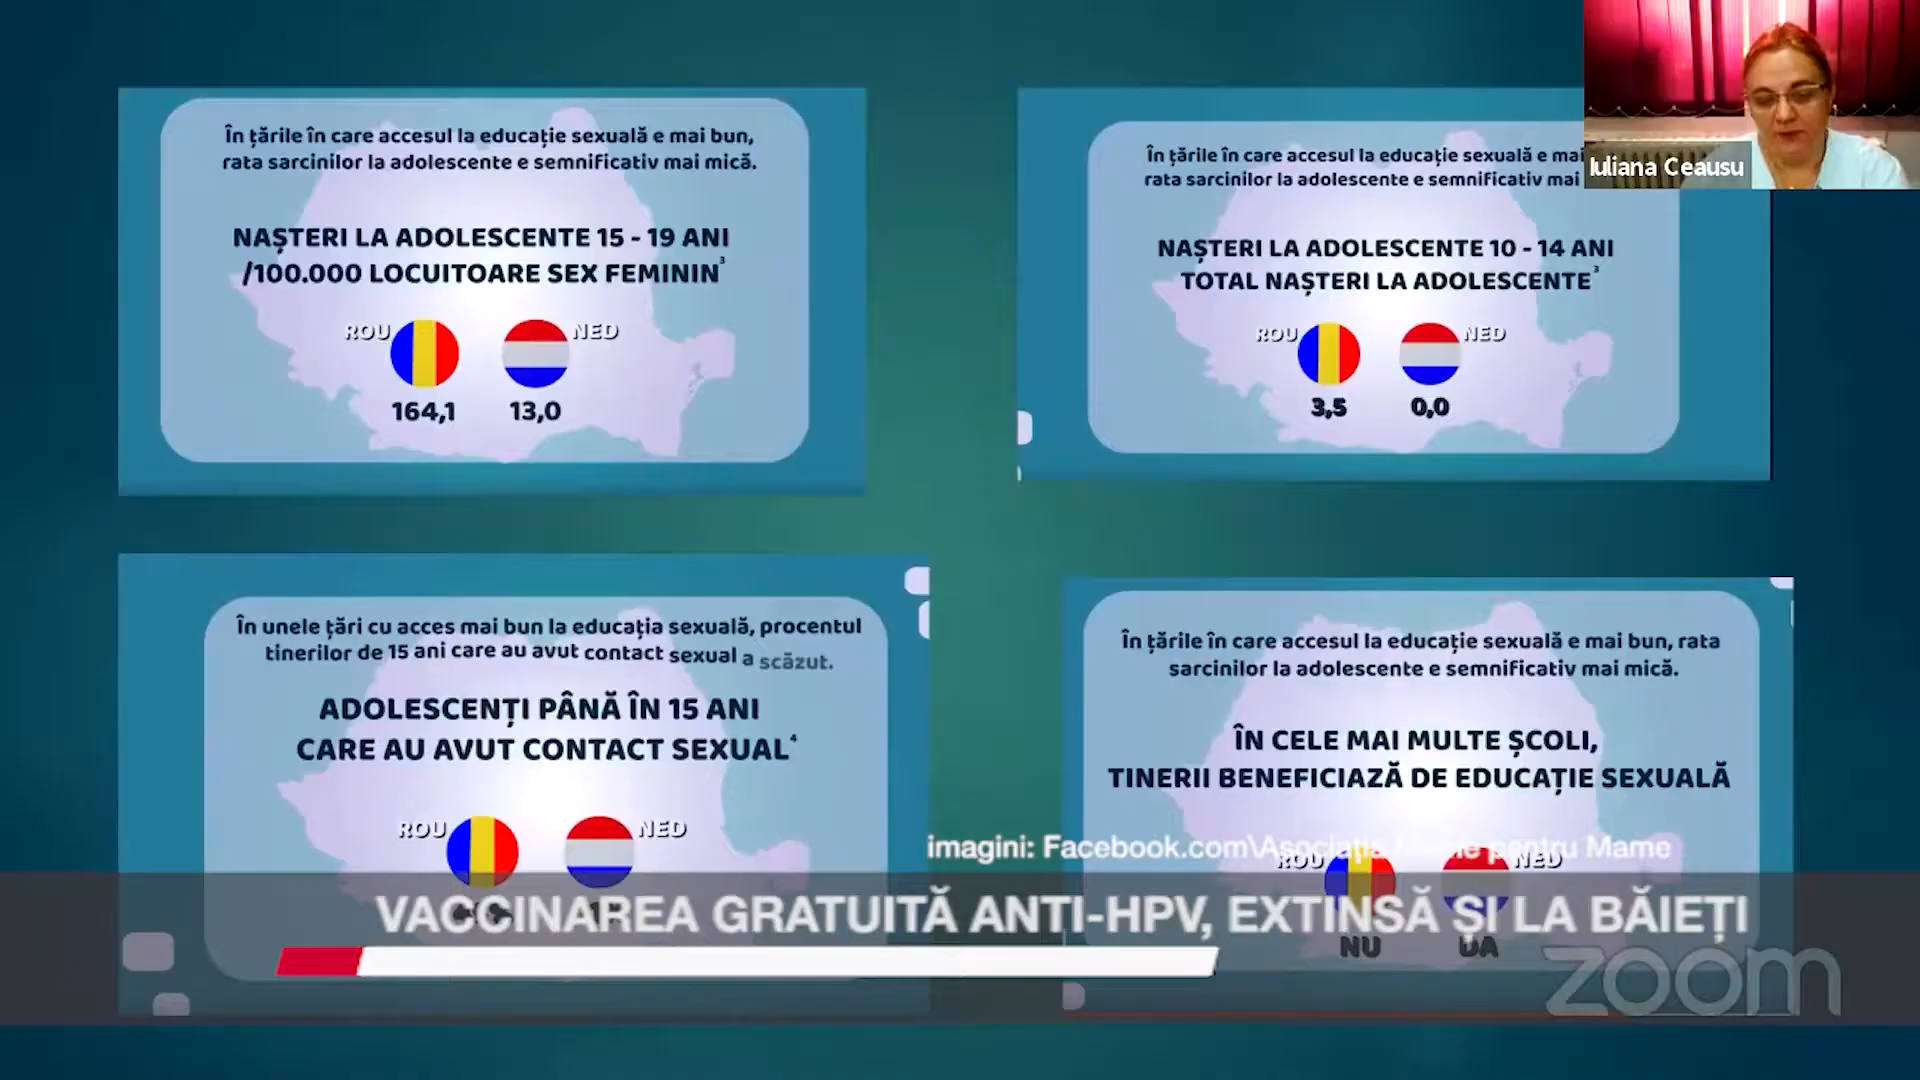 În țările în care accesul la educație sexuală e mai bun,
rata sarcinilor la adolescente e semnificativ mai mică.
NAȘTERI LA ADOLESCENTE 15 - 19 ANI
/100.000 LOCUITOARE SEX FEMININ³
ROU NED
164,1 13,0
În țările în care accesul la educație sexuală e mai
rata sarcinilor la adolescente e semnificativ mai
NAȘTERI LA ADOLESCENTE 10 - 14 ANI
TOTAL NAȘTERI LA ADOLESCENTE³
ROU NED
3,5 0,0
Iuliana Ceausu
În unele țări cu acces mai bun la educația sexuală, procentul
tinerilor de 15 ani care au avut contact sexual a scăzut.
ADOLESCENȚI PÂNĂ ÎN 15 ANI
CARE AU AVUT CONTACT SEXUAL⁴
ROU NED
În țările în care accesul la educație sexuală e mai bun, rata
sarcinilor la adolescente e semnificativ mai mică.
ÎN CELE MAI MULTE ȘCOLI,
TINERII BENEFICIAZĂ DE EDUCAȚIE SEXUALĂ
imagini: Facebook.com\Asociația Mame pentru Mame
ROU NED
VACCINAREA GRATUITĂ ANTI-HPV, EXTINSĂ ȘI LA BĂIEȚI
NU DA
zoom